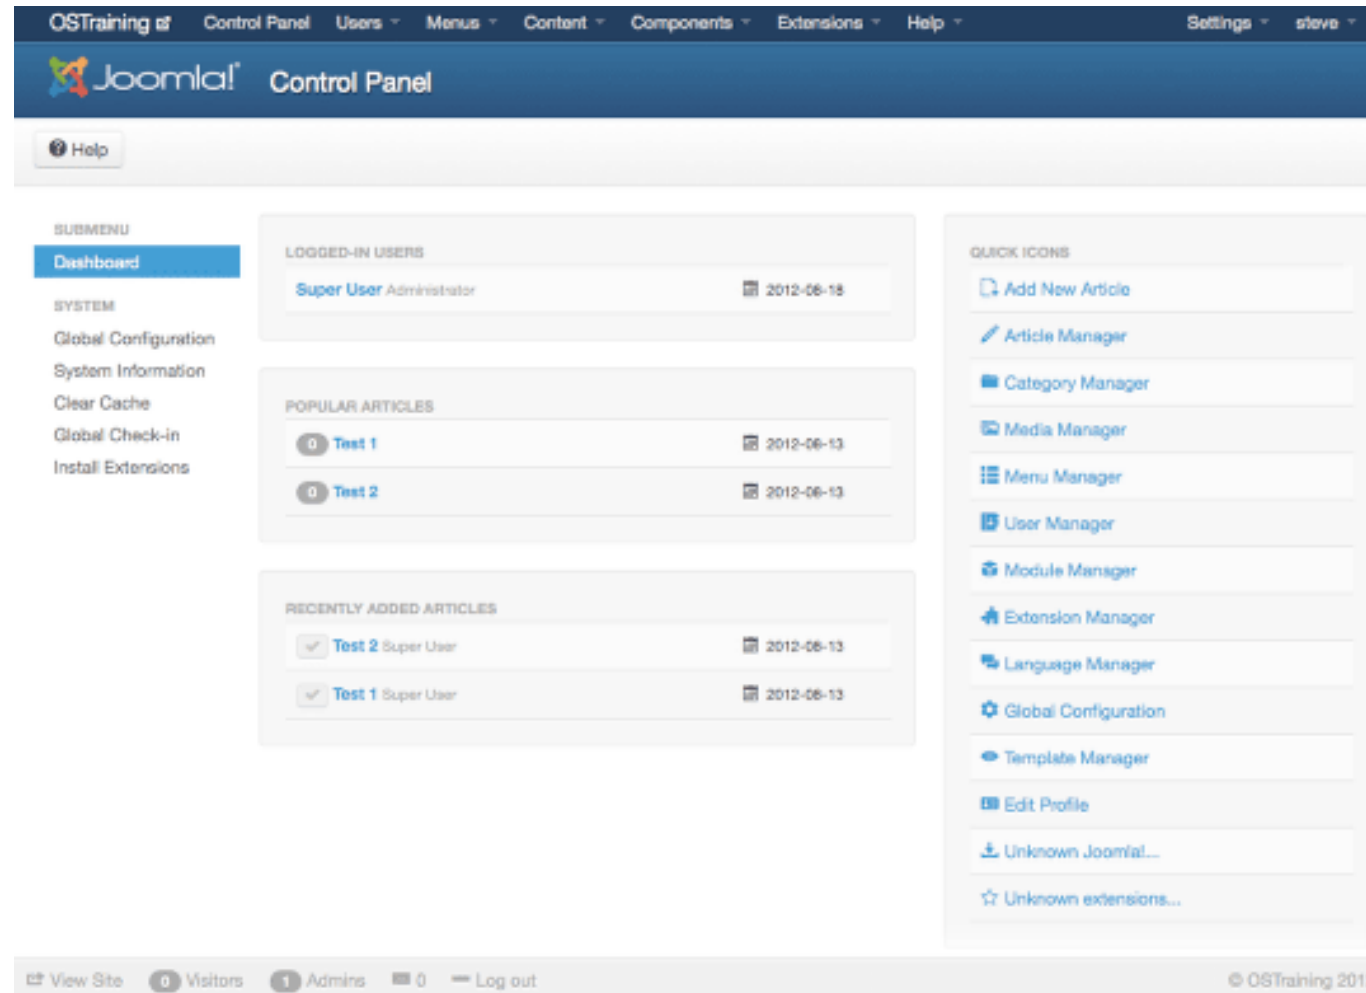 OSTraining Control Panel Users Menus Content Components Extensions Help Settings steve
Joomla! Control Panel
Help
SUBMENU
Dashboard
SYSTEM
Global Configuration
System Information
Clear Cache
Global Check-in
Install Extensions
LOGGED-IN USERS
Super User Administrator 2012-06-18
POPULAR ARTICLES
0 Test 1 2012-06-13
0 Test 2 2012-06-13
RECENTLY ADDED ARTICLES
Test 2 Super User 2012-06-13
Test 1 Super User 2012-06-13
QUICK ICONS
Add New Article
Article Manager
Category Manager
Media Manager
Menu Manager
User Manager
Module Manager
Extension Manager
Language Manager
Global Configuration
Template Manager
Edit Profile
Unknown Joomla!...
Unknown extensions...
View Site 0 Visitors 1 Admins 0 Log out © OSTraining 201